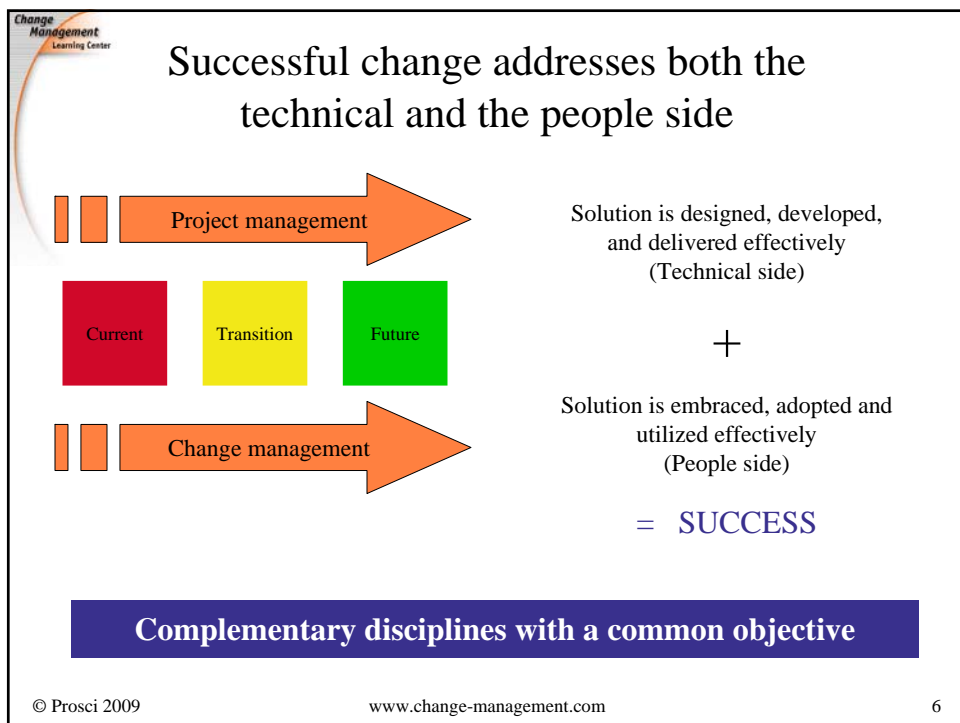 Change
Management
Learning Center
Successful change addresses both the
technical and the people side
Project management
Solution is designed, developed,
and delivered effectively
(Technical side)
Current
Transition
Future
+
Solution is embraced, adopted and
utilized effectively
(People side)
Change management
= SUCCESS
Complementary disciplines with a common objective
© Prosci 2009
www.change-management.com
6